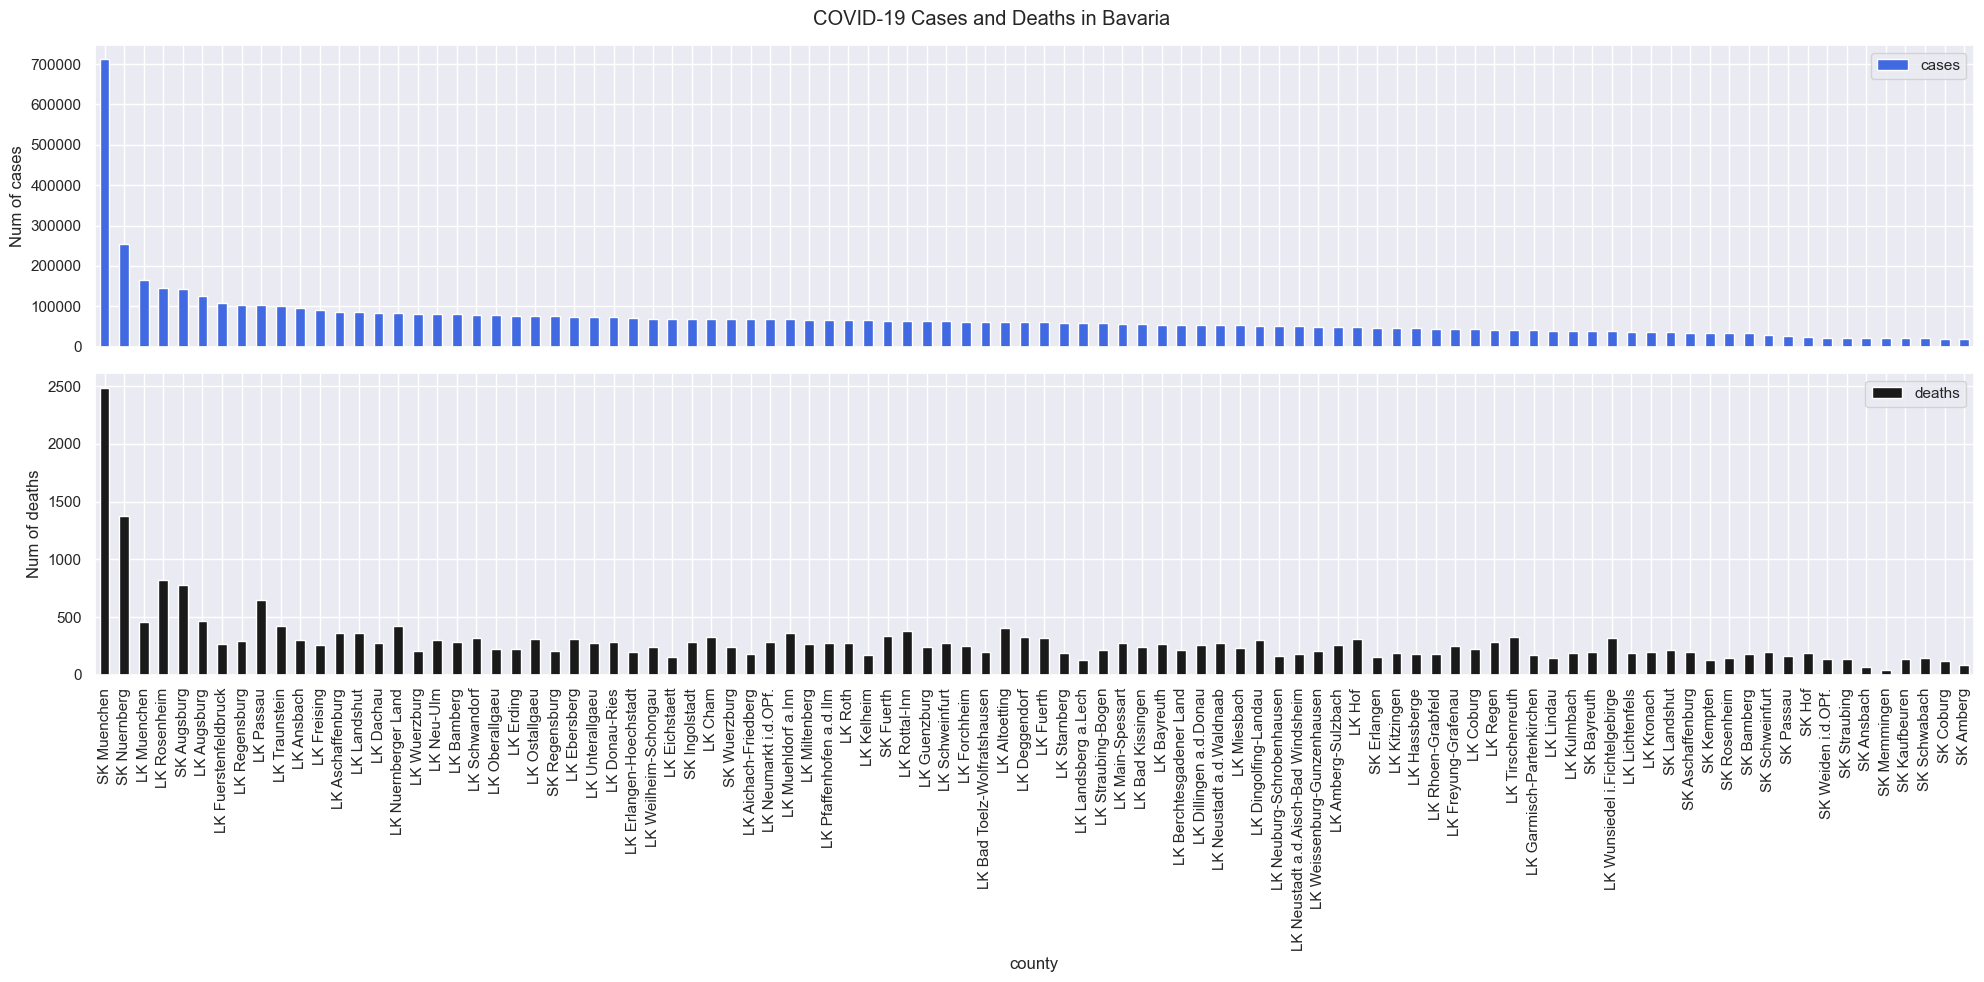 COVID-19 Cases and Deaths in Bavaria
Num of cases
700000
600000
500000
400000
300000
200000
100000
0
cases
Num of deaths
2500
2000
1500
1000
500
0
deaths
SK Muenchen
SK Nuernberg
LK Muenchen
LK Rosenheim
SK Augsburg
LK Augsburg
LK Fuerstenfeldbruck
LK Regensburg
LK Passau
LK Traunstein
LK Ansbach
LK Freising
LK Aschaffenburg
LK Landshut
LK Dachau
LK Nuernberger Land
LK Wuerzburg
LK Neu-Ulm
LK Bamberg
LK Schwandorf
LK Oberallgaeu
LK Erding
LK Ostallgaeu
SK Regensburg
LK Ebersberg
LK Unterallgaeu
LK Donau-Ries
LK Erlangen-Hoechstadt
LK Weilheim-Schongau
LK Eichstaett
SK Ingolstadt
LK Cham
SK Wuerzburg
LK Aichach-Friedberg
LK Neumarkt i.d.OPf.
LK Muehldorf a.Inn
LK Miltenberg
LK Pfaffenhofen a.d.Ilm
LK Roth
LK Kelheim
SK Fuerth
LK Rottal-Inn
LK Guenzburg
LK Schweinfurt
LK Forchheim
LK Bad Toelz-Wolfratshausen
LK Altoetting
LK Deggendorf
LK Fuerth
LK Starnberg
LK Landsberg a.Lech
LK Straubing-Bogen
LK Main-Spessart
LK Bad Kissingen
LK Bayreuth
LK Berchtesgadener Land
LK Dillingen a.d.Donau
LK Neustadt a.d.Waldnaab
LK Miesbach
LK Dingolfing-Landau
LK Neuburg-Schrobenhausen
LK Neustadt a.d.Aisch-Bad Windsheim
LK Weissenburg-Gunzenhausen
LK Amberg-Sulzbach
LK Hof
SK Erlangen
LK Kitzingen
LK Hassberge
LK Rhoen-Grabfeld
LK Freyung-Grafenau
LK Coburg
LK Regen
LK Tirschenreuth
LK Garmisch-Partenkirchen
LK Lindau
LK Kulmbach
SK Bayreuth
LK Wunsiedel i.Fichtelgebirge
LK Lichtenfels
LK Kronach
SK Landshut
SK Aschaffenburg
SK Kempten
SK Rosenheim
SK Bamberg
SK Schweinfurt
SK Passau
SK Hof
SK Weiden i.d.OPf.
SK Straubing
SK Ansbach
SK Memmingen
SK Kaufbeuren
SK Schwabach
SK Coburg
SK Amberg
county